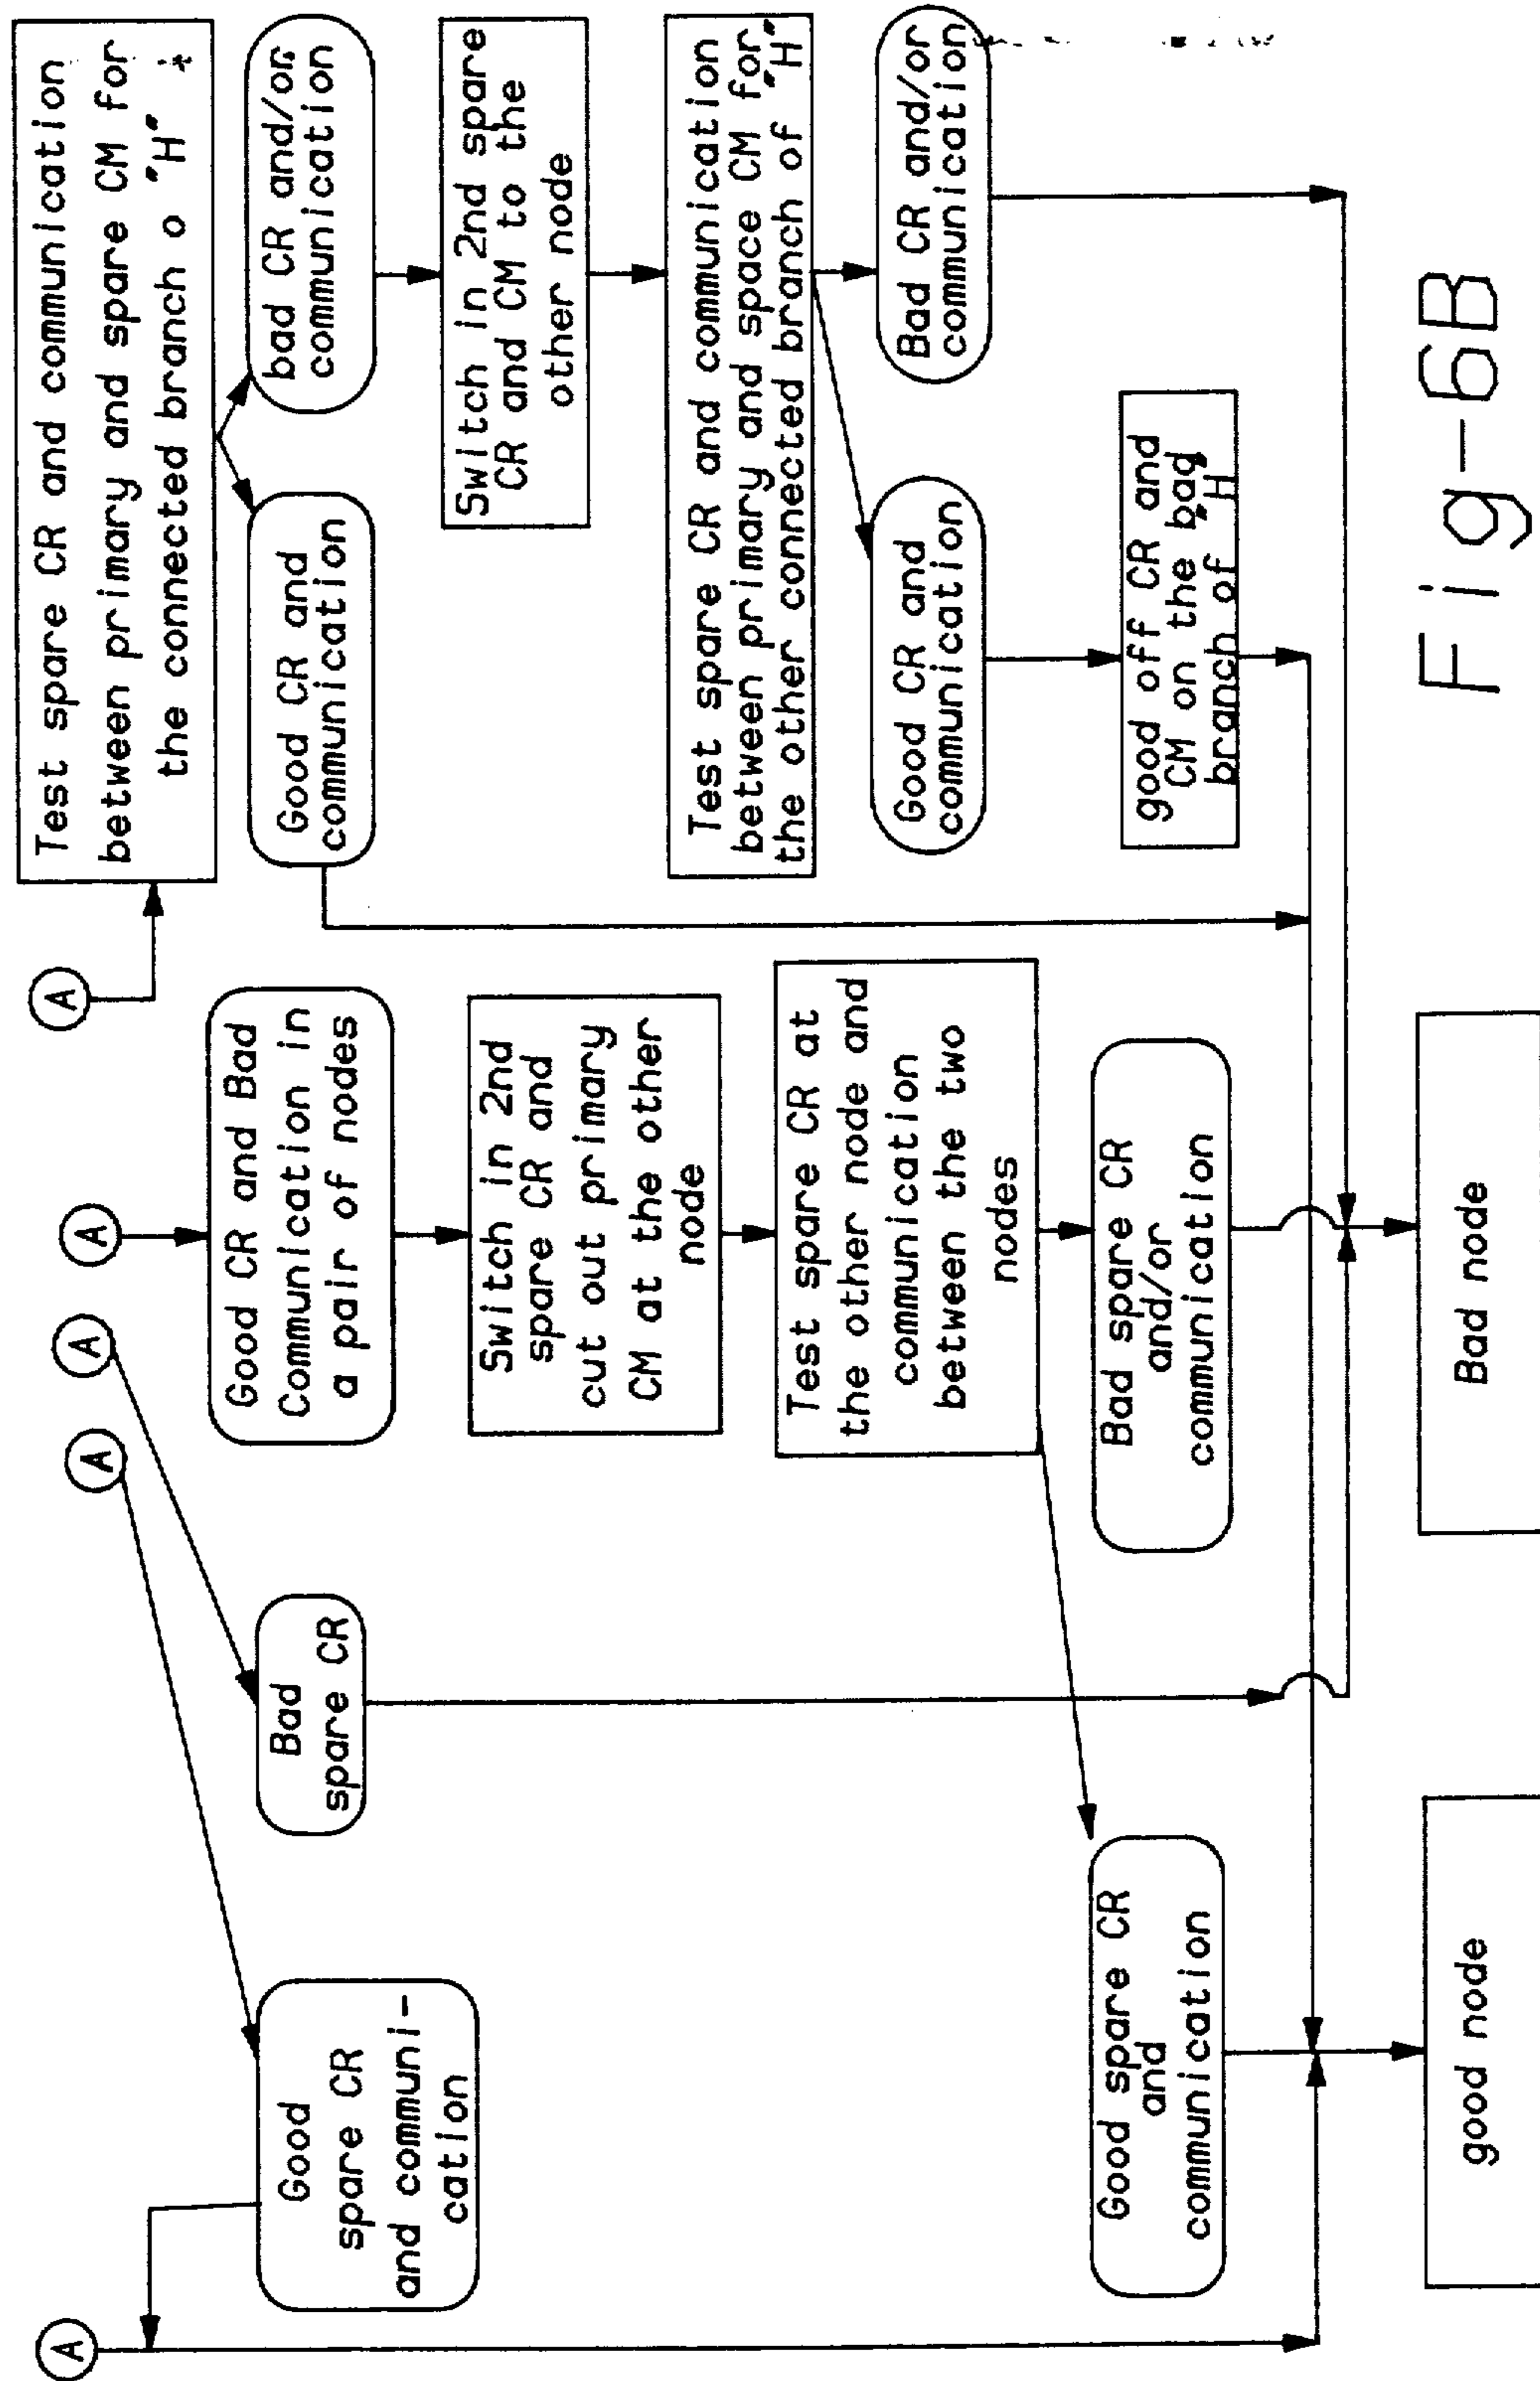 A
A
A
A
A
Test spare CR and communication
between primary and spare CM for
the connected branch o "H"
Good
spare CR
and communi-
cation
Bad
spare CR
Good CR and Bad
Communication in
a pair of nodes
Good CR and
communication
bad CR and/or
communication
Switch in 2nd
spare CR and
cut out primary
CM at the other
node
Switch in 2nd spare
CR and CM to the
other node
Test spare CR at
the other node and
communication
between the two
nodes
Test spare CR and communication
between primary and space CM for
the other connected branch of "H"
Good CR and
communication
Bad CR and/or
communication
Good spare CR
and
communication
Bad spare CR
and/or
communication
good off CR and
CM on the bad
branch of "H"
good node
Bad node
Fig-6B